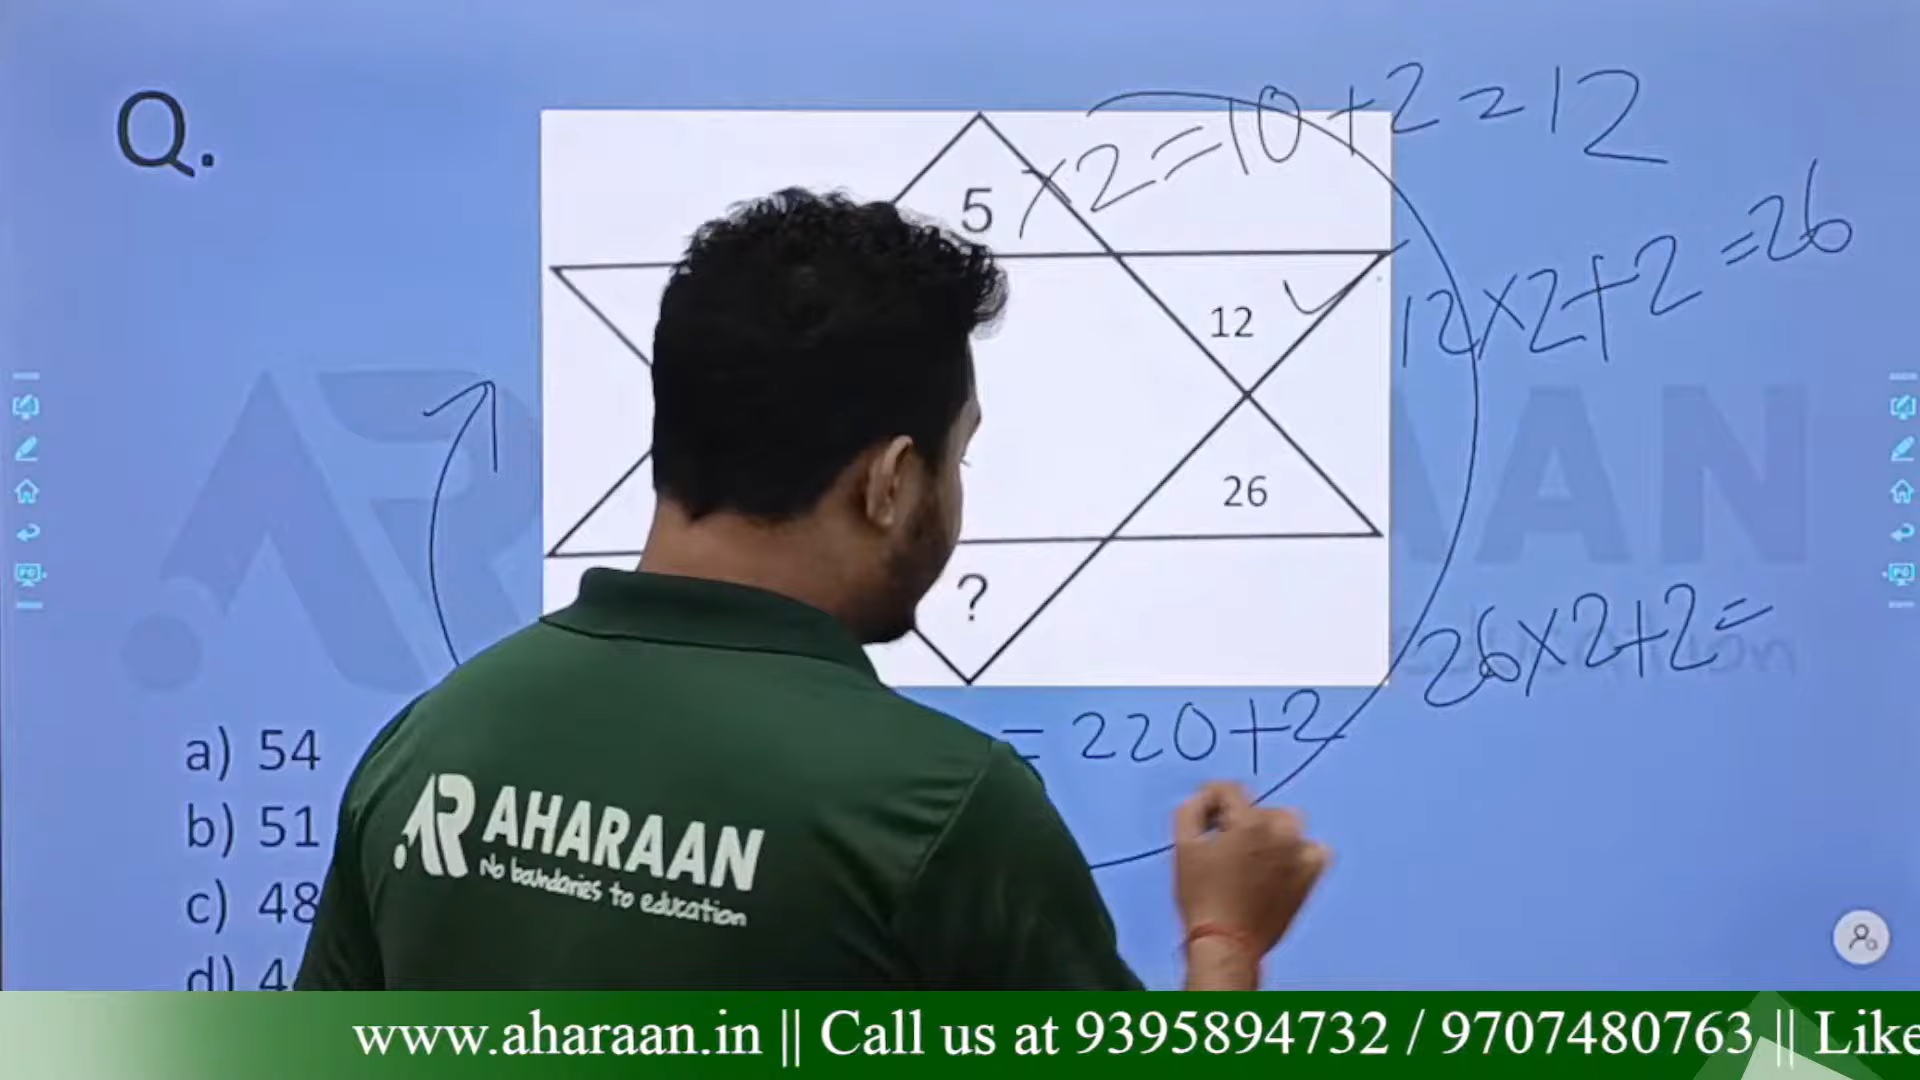 Q.
5 ×2=10+2=12
12 ✓
12×2+2=26
26
?
26×2+2=
= 220+2
a) 54
b) 51
c) 48
d) 4
AHARAAN
No boundaries to education
www.aharaan.in || Call us at 9395894732 / 9707480763 || Like